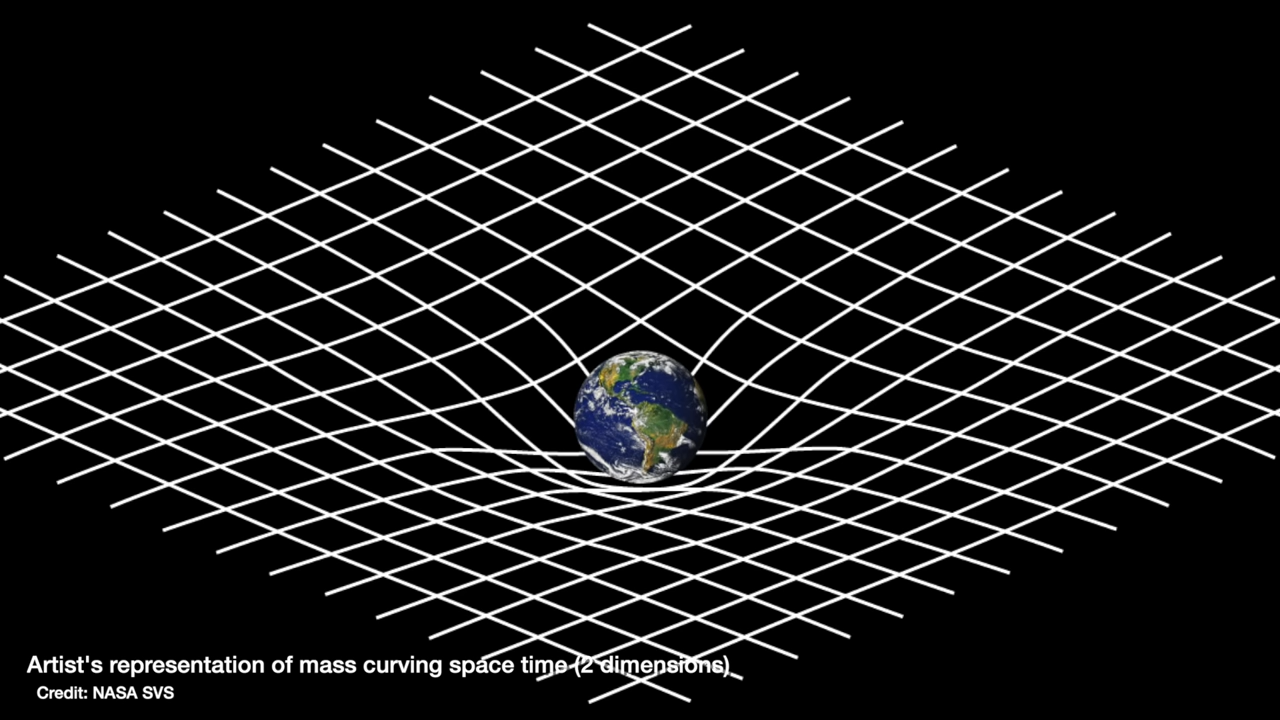 Artist's representation of mass curving space time (2 dimensions)
Credit: NASA SVS